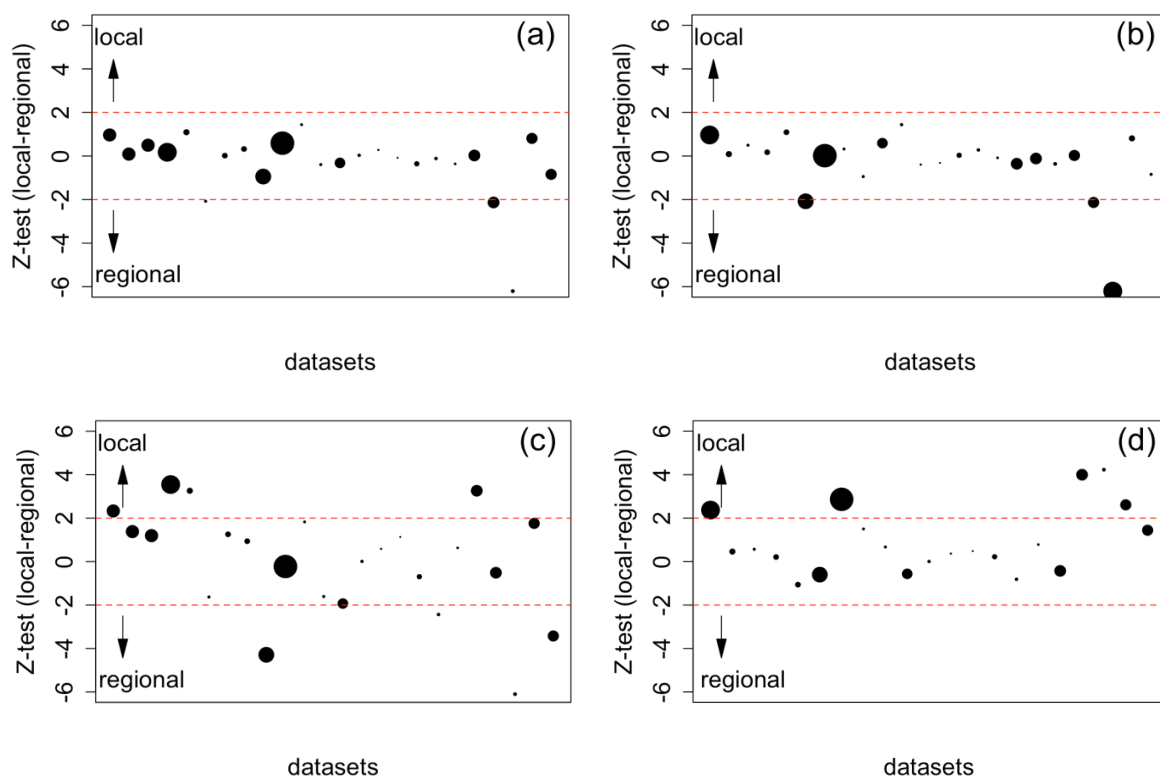 (a)
Z-test (local-regional)
6
4
2
0
-2
-4
-6
local
regional
datasets
(b)
Z-test (local-regional)
6
4
2
0
-2
-4
-6
local
regional
datasets
(c)
Z-test (local-regional)
6
4
2
0
-2
-4
-6
local
regional
datasets
(d)
Z-test (local-regional)
6
4
2
0
-2
-4
-6
local
regional
datasets